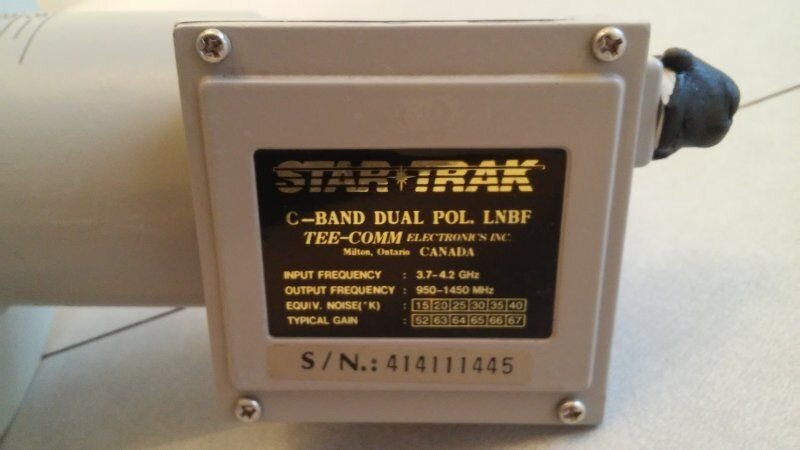 STAR TRAK
C-BAND DUAL POL. LNBF
TEE-COMM ELECTRONICS INC.
Milton, Ontario CANADA
INPUT FREQUENCY : 3.7-4.2 GHz
OUTPUT FREQUENCY : 950-1450 MHz
EQUIV. NOISE(°K) : 15 20 25 30 35 40
TYPICAL GAIN : 62 63 64 65 66 67
S/N.: 414111445